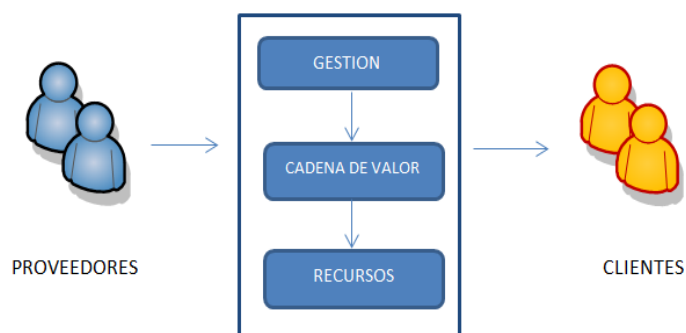 GESTION
CADENA DE VALOR
RECURSOS
PROVEEDORES
CLIENTES